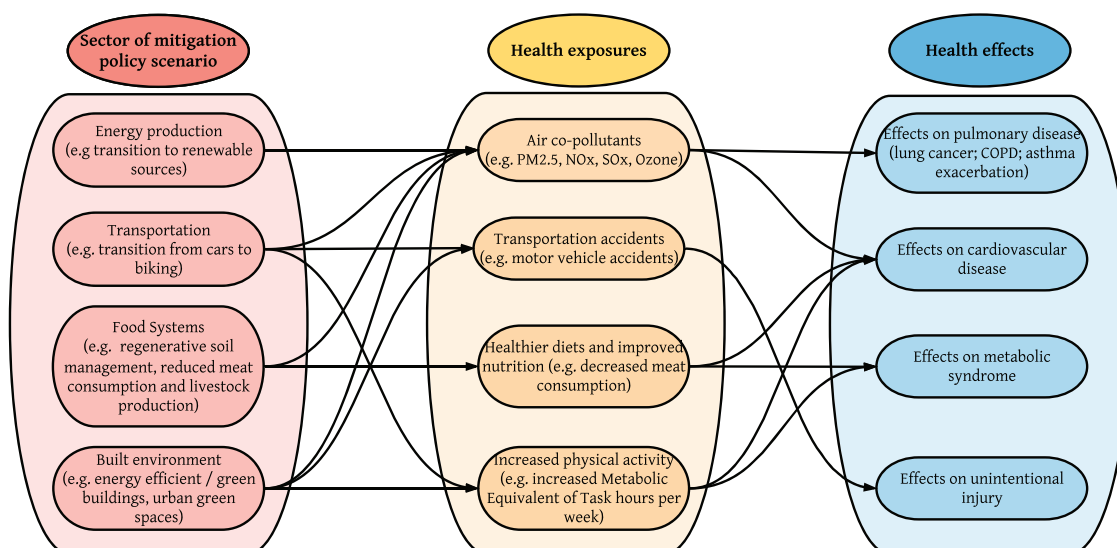 Sector of mitigation
policy scenario
Energy production
(e.g transition to renewable
sources)
Transportation
(e.g. transition from cars to
biking)
Food Systems
(e.g. regenerative soil
management, reduced meat
consumption and livestock
production)
Built environment
(e.g. energy efficient / green
buildings, urban green
spaces)
Health exposures
Air co-pollutants
(e.g. PM2.5, NOx, SOx, Ozone)
Transportation accidents
(e.g. motor vehicle accidents)
Healthier diets and improved
nutrition (e.g. decreased meat
consumption)
Increased physical activity
(e.g. increased Metabolic
Equivalent of Task hours per
week)
Health effects
Effects on pulmonary disease
(lung cancer; COPD; asthma
exacerbation)
Effects on cardiovascular
disease
Effects on metabolic
syndrome
Effects on unintentional
injury